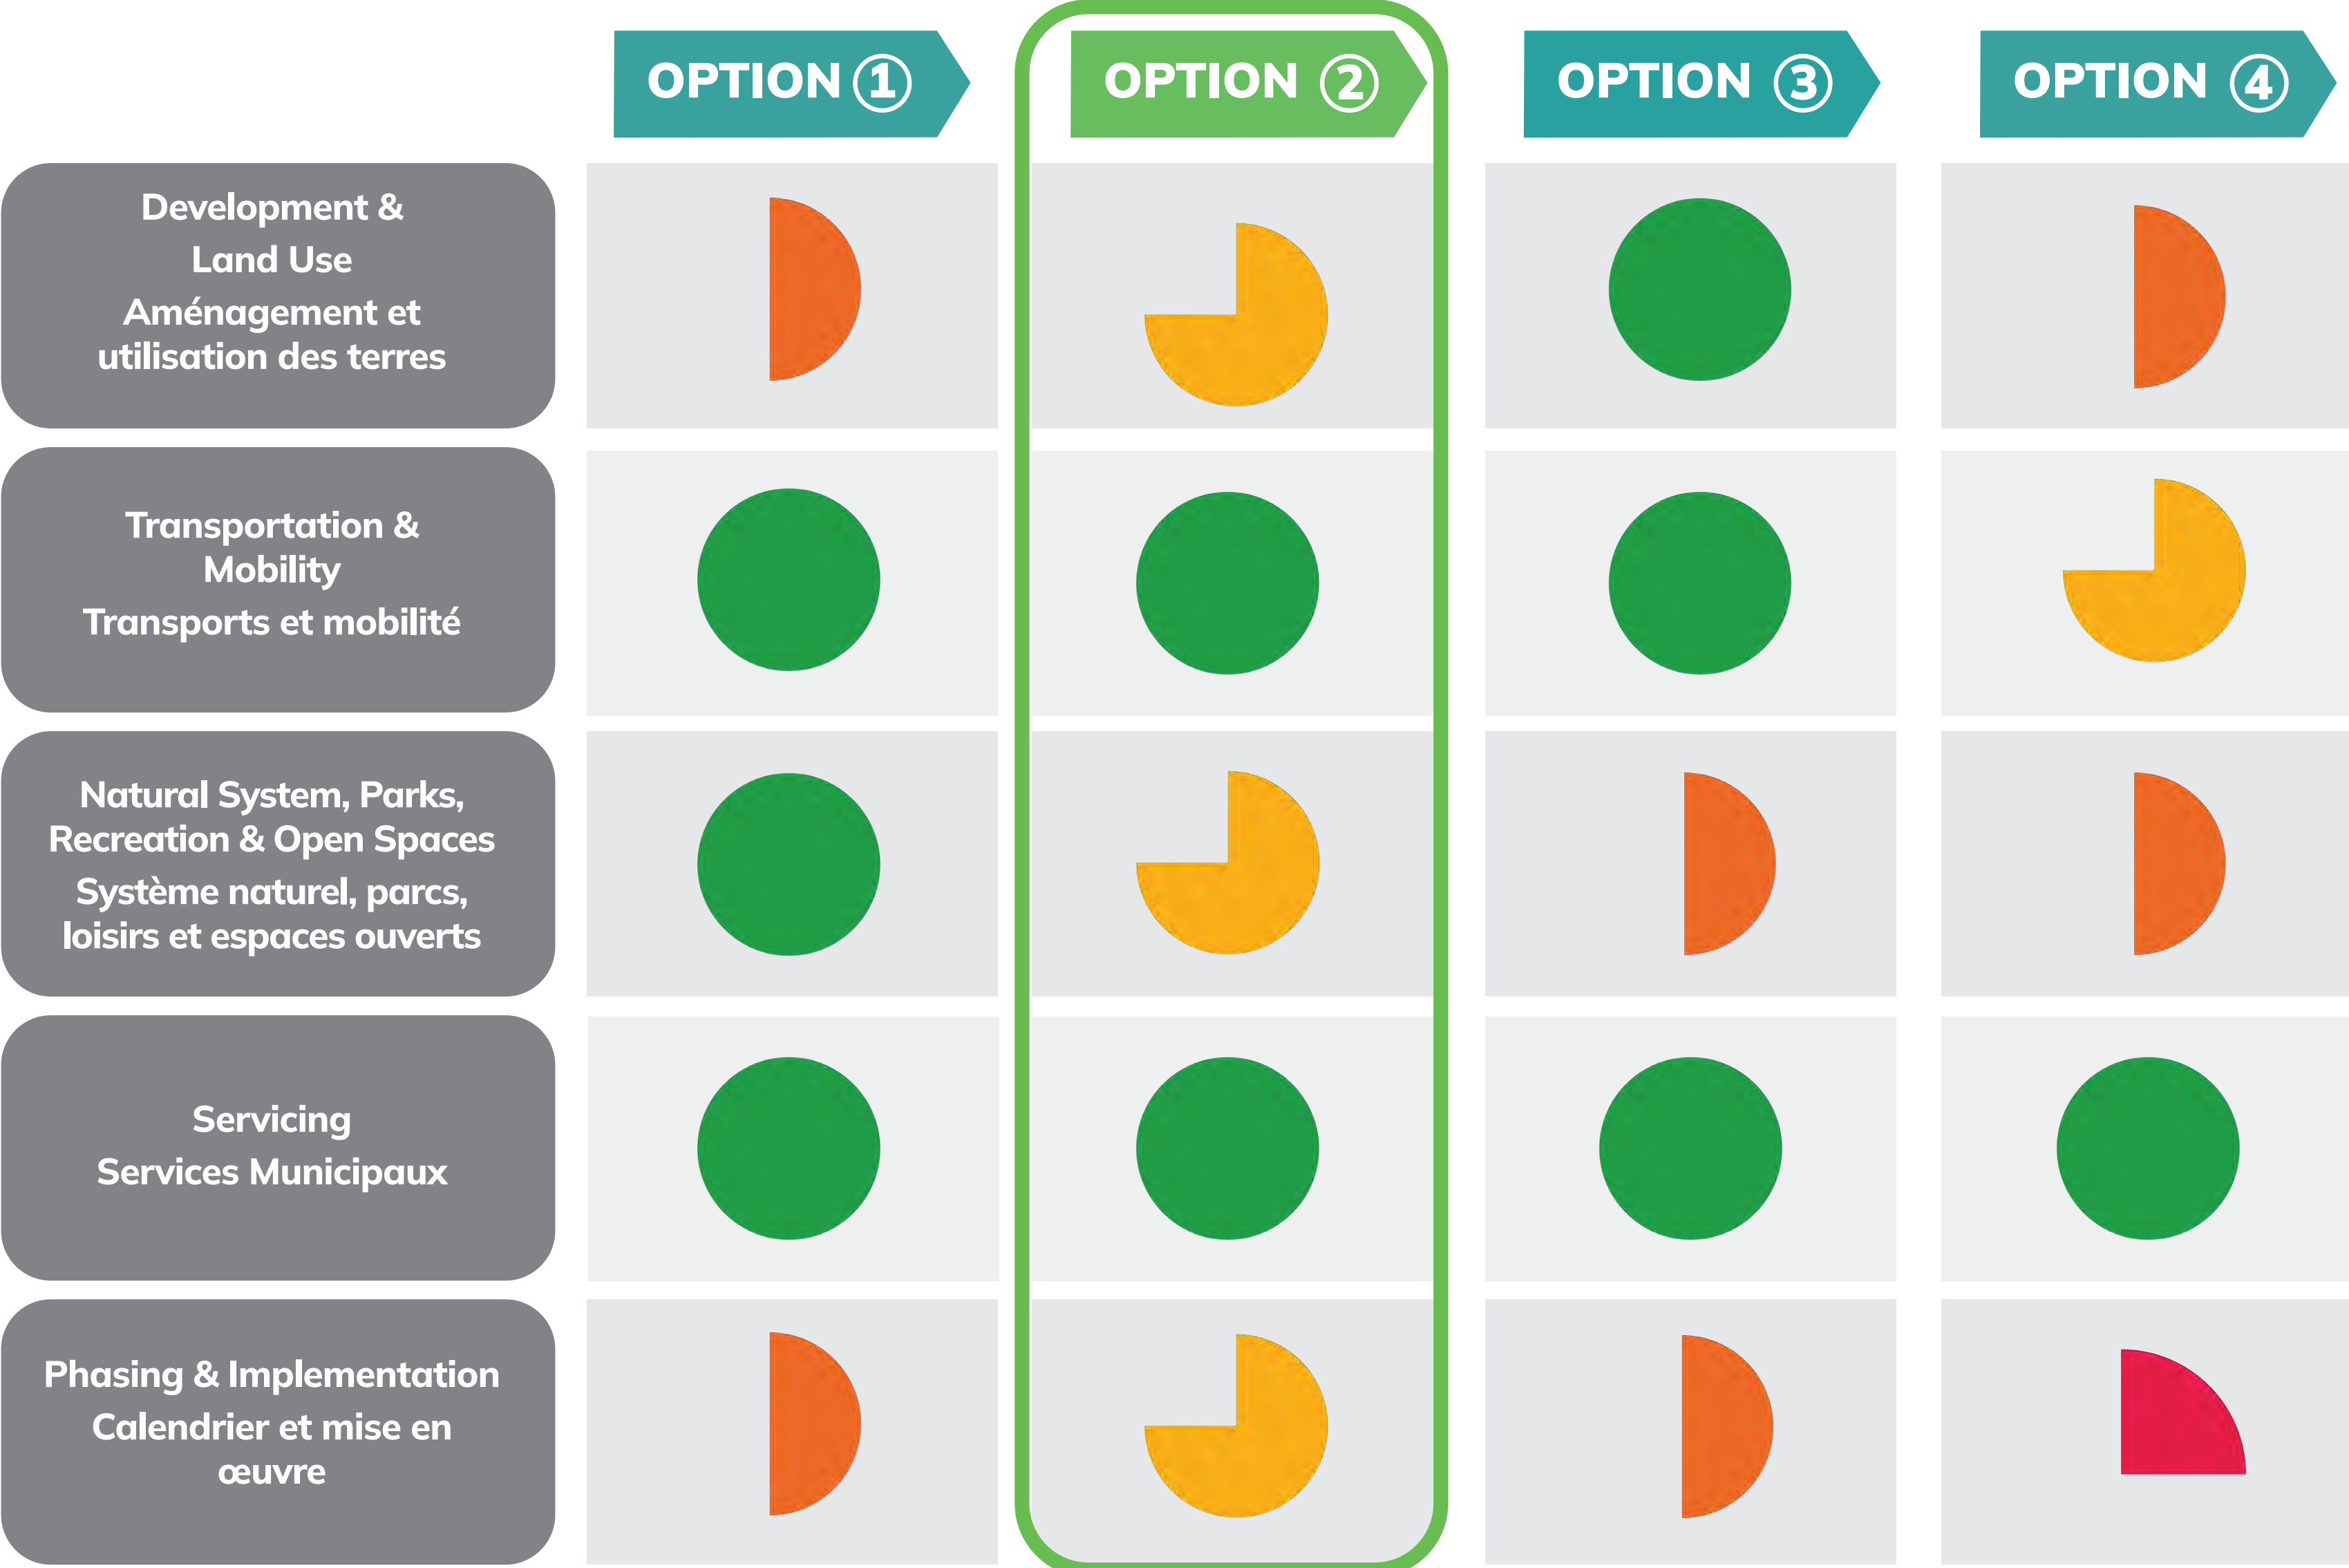 OPTION 1
OPTION 2
OPTION 3
OPTION 4
Development &
Land Use
Aménagement et
utilisation des terres
Transportation &
Mobility
Transports et mobilité
Natural System, Parks,
Recreation & Open Spaces
Système naturel, parcs,
loisirs et espaces ouverts
Servicing
Services Municipaux
Phasing & Implementation
Calendrier et mise en
œuvre